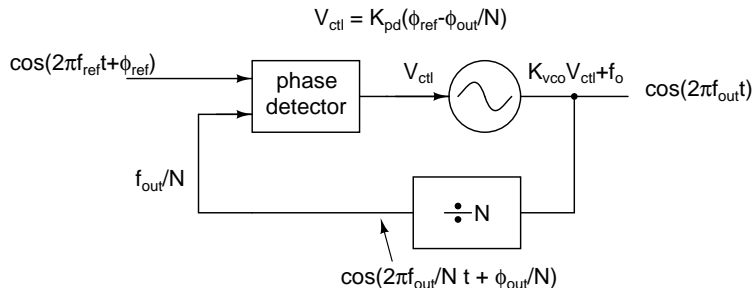 V_ctl = K_pd(ϕ_ref-ϕ_out/N)
cos(2πf_ref t+ϕ_ref)
phase
detector
V_ctl
K_vco V_ctl+f_o
cos(2πf_out t)
f_out/N
÷ N
cos(2πf_out/N t + ϕ_out/N)